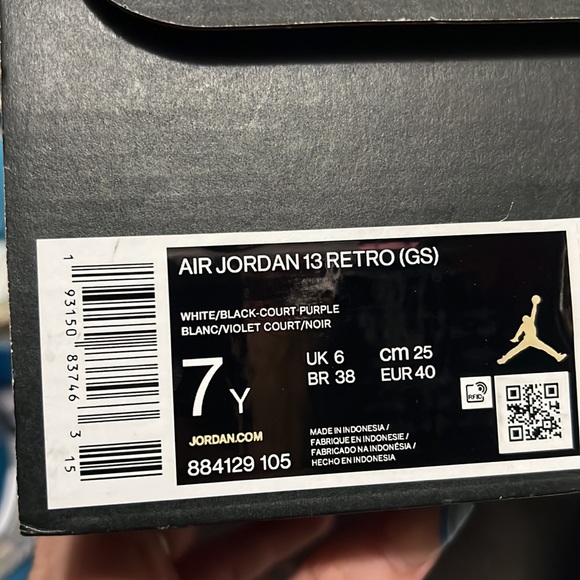 AIR JORDAN 13 RETRO (GS)
WHITE/BLACK-COURT PURPLE
BLANC/VIOLET COURT/NOIR
7 Y
UK 6 cm 25
BR 38 EUR 40
RFID
JORDAN.COM
884129 105
MADE IN INDONESIA/
FABRIQUE EN INDONESIE/
FABRICADO NA INDONÉSIA/
HECHO EN INDONESIA
1 93150 83746 3 15